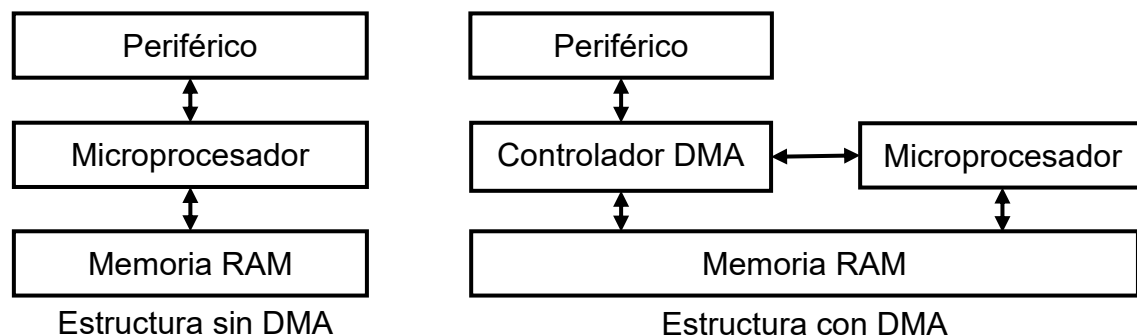 Periférico
Microprocesador
Memoria RAM
Estructura sin DMA
Periférico
Controlador DMA
Microprocesador
Memoria RAM
Estructura con DMA